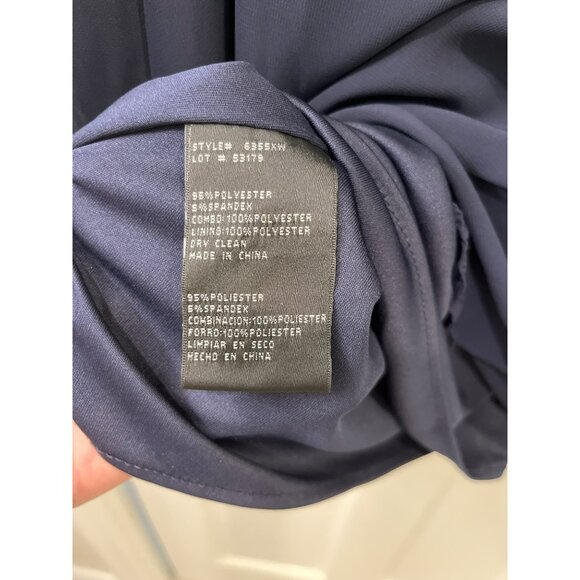 STYLE# 6355XW
LOT # 53179
95%POLYESTER
5%SPANDEX
COMBO:100%POLYESTER
LINING:100%POLYESTER
DRY CLEAN
MADE IN CHINA
95%POLIESTER
5%SPANDEX
COMBINACION:100%POLIESTER
FORRO:100%POLIESTER
LIMPIAR EN SECO
HECHO EN CHINA